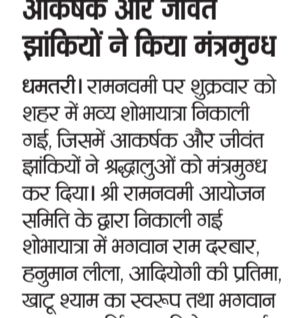 आकर्षक और जीवंत
झांकियों ने किया मंत्रमुग्ध
धमतरी। रामनवमी पर शुक्रवार को
शहर में भव्य शोभायात्रा निकाली
गई, जिसमें आकर्षक और जीवंत
झांकियों ने श्रद्धालुओं को मंत्रमुग्ध
कर दिया। श्री रामनवमी आयोजन
समिति के द्वारा निकाली गई
शोभायात्रा में भगवान राम दरबार,
हनुमान लीला, आदियोगी की प्रतिमा,
खाटू श्याम का स्वरूप तथा भगवान